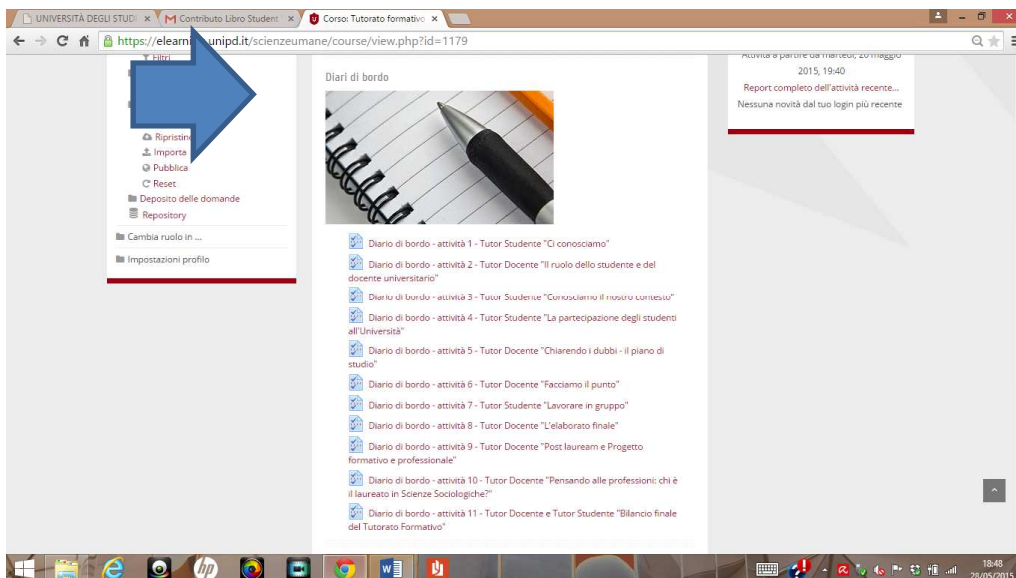 UNIVERSITÀ DEGLI STUDI
Contributo Libro Student
Corso: Tutorato formativo
https://elearning.unipd.it/scienzeumane/course/view.php?id=1179
Filtri
Ripristino
Importa
Pubblica
Reset
Deposito delle domande
Repository
Cambia ruolo in ...
Impostazioni profilo
Diari di bordo
Diario di bordo - attività 1 - Tutor Studente "Ci conosciamo"
Diario di bordo - attività 2 - Tutor Docente "Il ruolo dello studente e del
docente universitario"
Diario di bordo - attività 3 - Tutor Studente "Conosciamo il nostro contesto"
Diario di bordo - attività 4 - Tutor Studente "La partecipazione degli studenti
all'Università"
Diario di bordo - attività 5 - Tutor Docente "Chiarendo i dubbi - il piano di
studio"
Diario di bordo - attività 6 - Tutor Docente "Facciamo il punto"
Diario di bordo - attività 7 - Tutor Studente "Lavorare in gruppo"
Diario di bordo - attività 8 - Tutor Docente "L'elaborato finale"
Diario di bordo - attività 9 - Tutor Docente "Post lauream e Progetto
formativo e professionale"
Diario di bordo - attività 10 - Tutor Docente "Pensando alle professioni: chi è
il laureato in Scienze Sociologiche?"
Diario di bordo - attività 11 - Tutor Docente e Tutor Studente "Bilancio finale
del Tutorato Formativo"
Attività a partire da martedì, 26 maggio
2015, 19:40
Report completo dell'attività recente...
Nessuna novità dal tuo login più recente
hp
18:48
28/05/2015